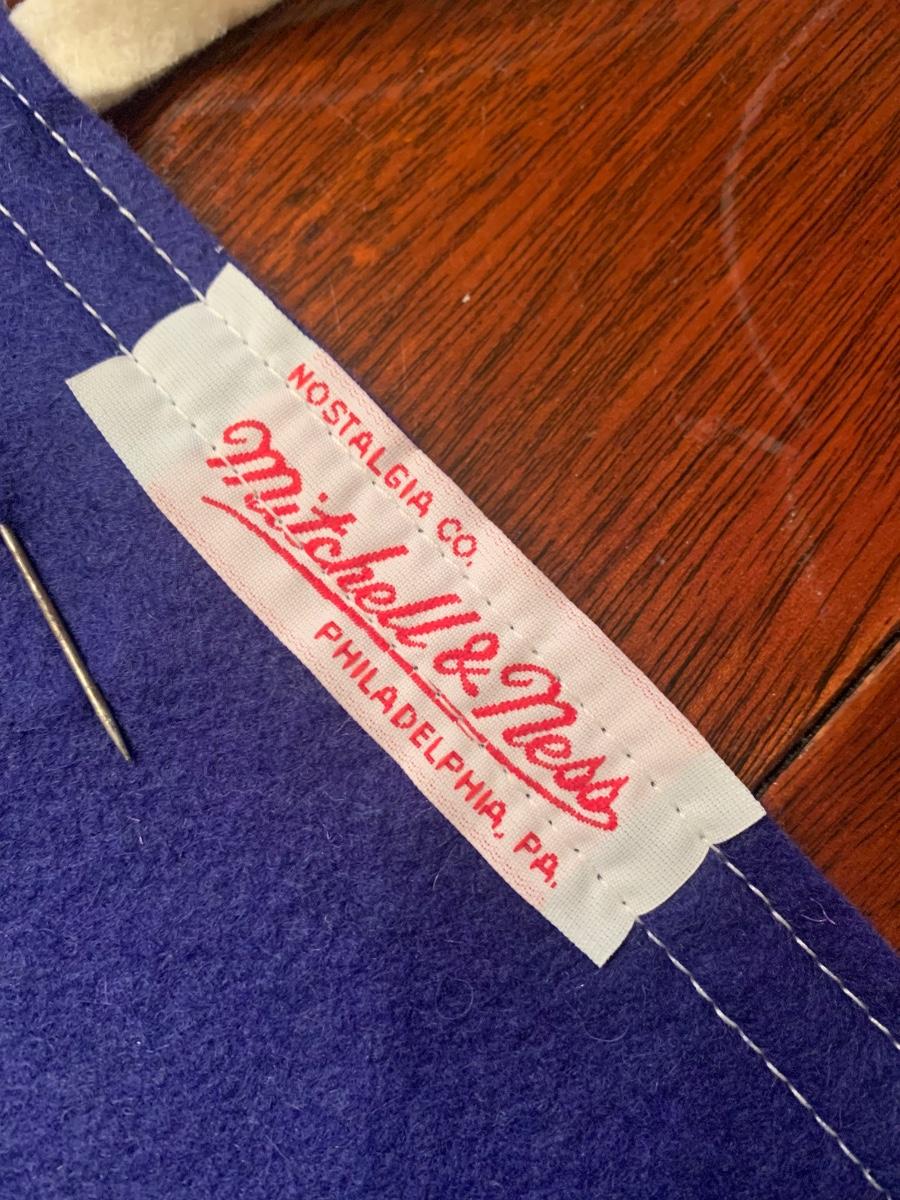 NOSTALGIA CO.
Mitchell & Ness
PHILADELPHIA, PA.